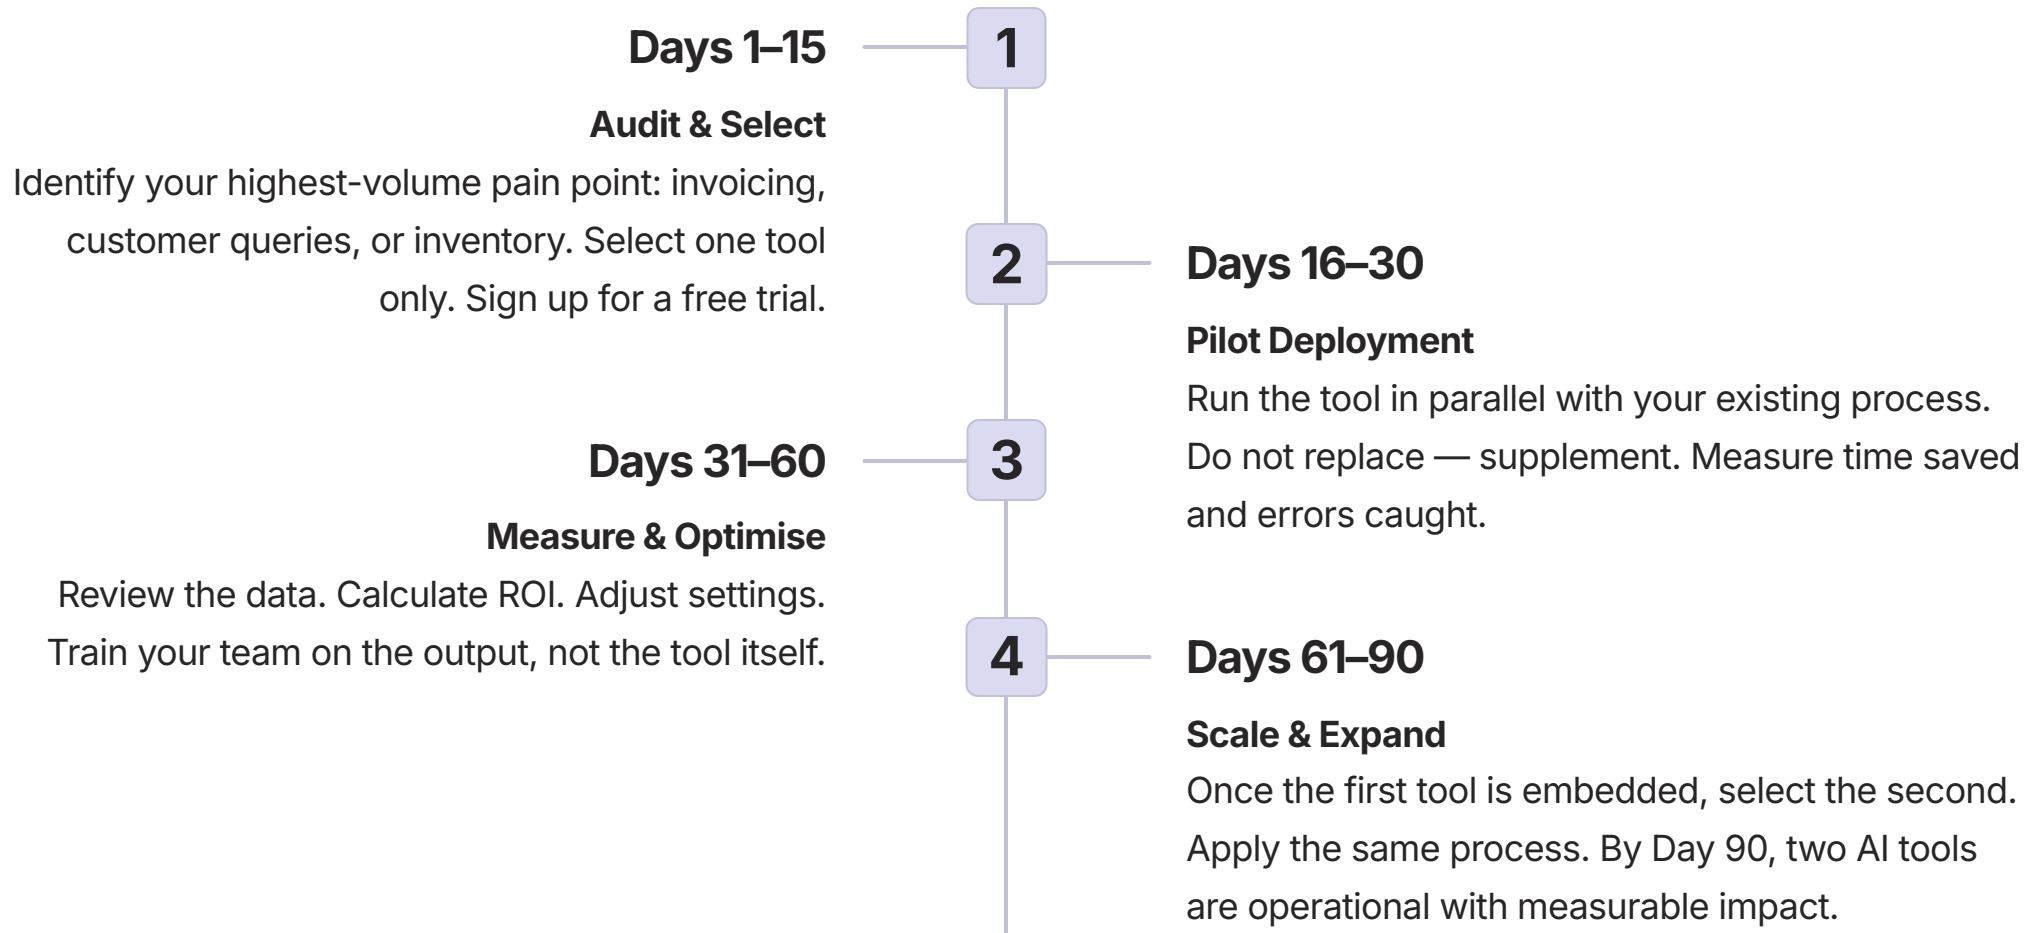 1
Days 1–15
Audit & Select
Identify your highest-volume pain point: invoicing,
customer queries, or inventory. Select one tool
only. Sign up for a free trial.
2
Days 16–30
Pilot Deployment
Run the tool in parallel with your existing process.
Do not replace — supplement. Measure time saved
and errors caught.
3
Days 31–60
Measure & Optimise
Review the data. Calculate ROI. Adjust settings.
Train your team on the output, not the tool itself.
4
Days 61–90
Scale & Expand
Once the first tool is embedded, select the second.
Apply the same process. By Day 90, two AI tools
are operational with measurable impact.